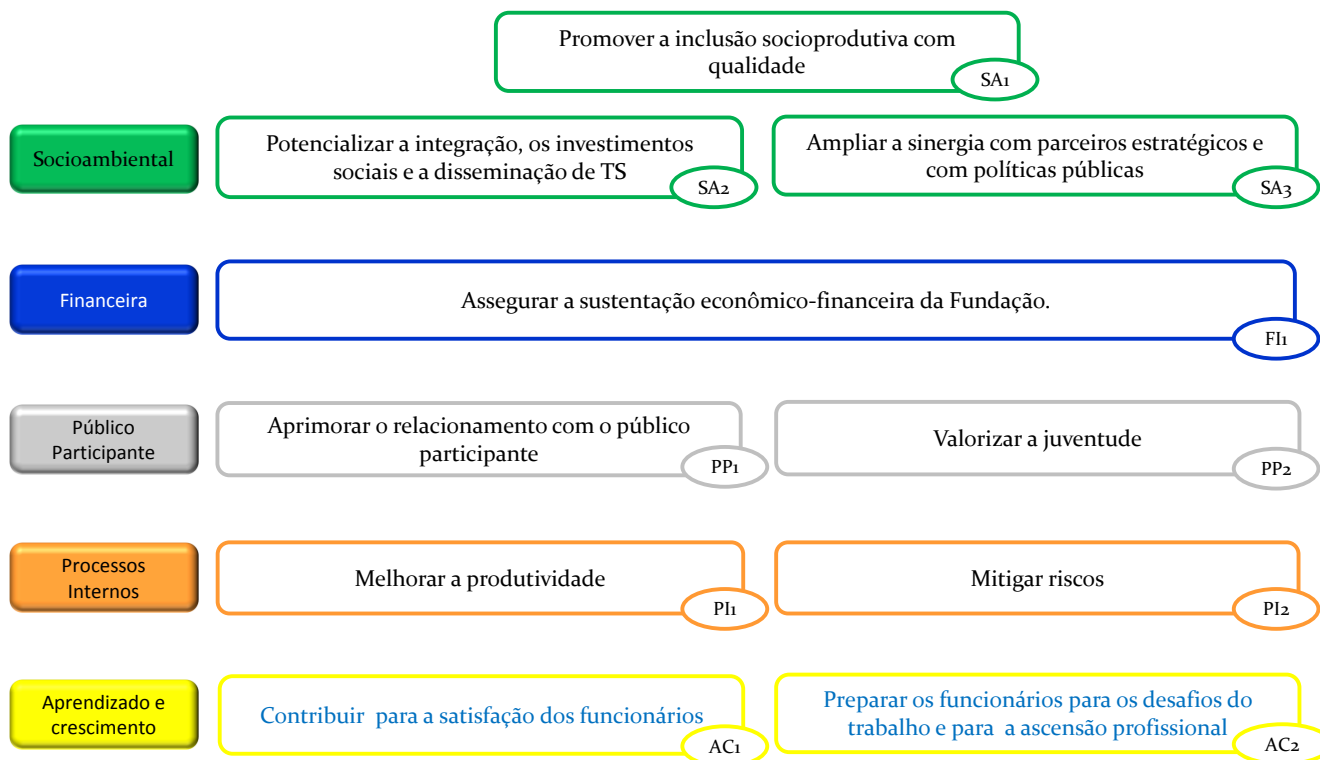 Promover a inclusão socioprodutiva com
qualidade
SA1
Socioambiental
Potencializar a integração, os investimentos
sociais e a disseminação de TS
SA2
Ampliar a sinergia com parceiros estratégicos e
com políticas públicas
SA3
Financeira
Assegurar a sustentação econômico-financeira da Fundação.
FI1
Público
Participante
Aprimorar o relacionamento com o público
participante
PP1
Valorizar a juventude
PP2
Processos
Internos
Melhorar a produtividade
PI1
Mitigar riscos
PI2
Aprendizado e
crescimento
Contribuir para a satisfação dos funcionários
AC1
Preparar os funcionários para os desafios do
trabalho e para a ascensão profissional
AC2